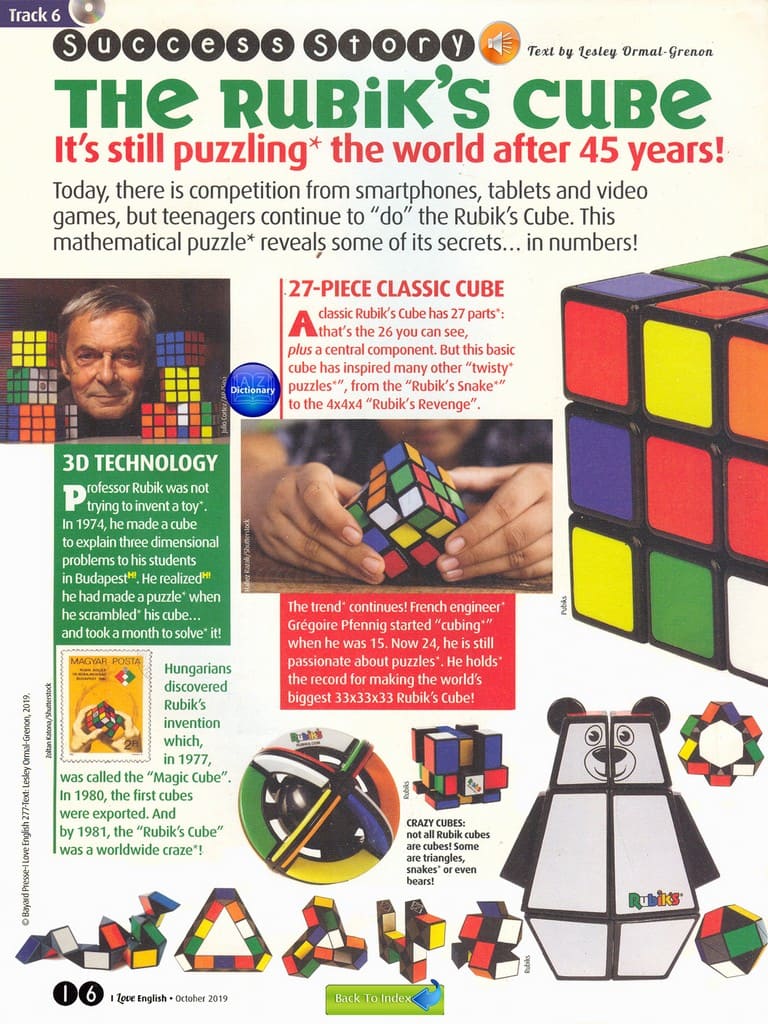 Track 6
Success Story
Text by Lesley Ormal-Grenon
THE RUBiK'S CUBE
It's still puzzling* the world after 45 years!
Today, there is competition from smartphones, tablets and video
games, but teenagers continue to “do” the Rubik's Cube. This
mathematical puzzle* reveals some of its secrets... in numbers!
27-PIECE CLASSIC CUBE
A classic Rubik's Cube has 27 parts*:
that's the 26 you can see,
plus a central component. But this basic
cube has inspired many other “twisty*
puzzles*”, from the “Rubik's Snake*”
to the 4x4x4 “Rubik's Revenge”.
A Z
Dictionary
3D TECHNOLOGY
Professor Rubik was not
trying to invent a toy*.
In 1974, he made a cube
to explain three dimensional
problems to his students
in BudapestH!. He realizedH!
he had made a puzzle* when
he scrambled* his cube...
and took a month to solve* it!
The trend* continues! French engineer*
Grégoire Pfennig started “cubing*”
when he was 15. Now 24, he is still
passionate about puzzles*. He holds*
the record for making the world's
biggest 33x33x33 Rubik's Cube!
Rubiks
MAGYAR POSTA
2Ft
Zoltan Katona/Shutterstock
Hungarians
discovered
Rubik's
invention
which,
in 1977,
was called the “Magic Cube”.
In 1980, the first cubes
were exported. And
by 1981, the “Rubik's Cube”
was a worldwide craze*!
Rubik's
Rubiks
CRAZY CUBES:
not all Rubik cubes
are cubes! Some
are triangles,
snakes* or even
bears!
RUBIK'S
Rubiks
© Bayard Presse-I Love English 277-Text: Lesley Ormal-Grenon, 2019.
16 I Love English • October 2019
Back To Index